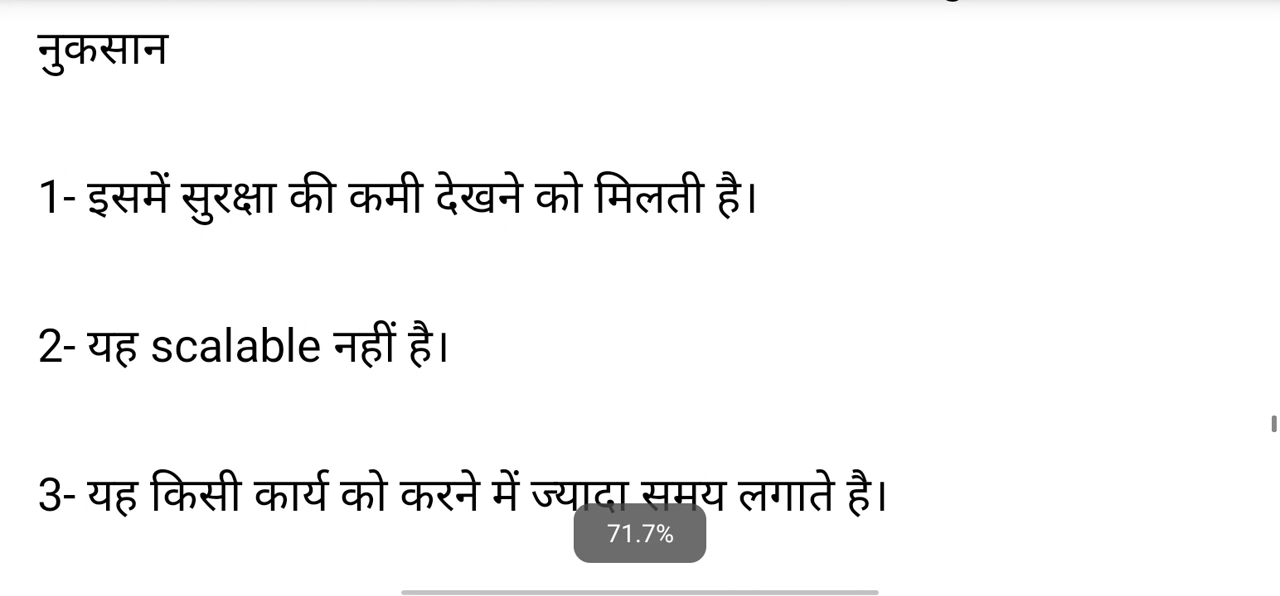 नुकसान
1- इसमें सुरक्षा की कमी देखने को मिलती है।
2- यह scalable नहीं है।
3- यह किसी कार्य को करने में ज्यादा समय लगाते है।
71.7%